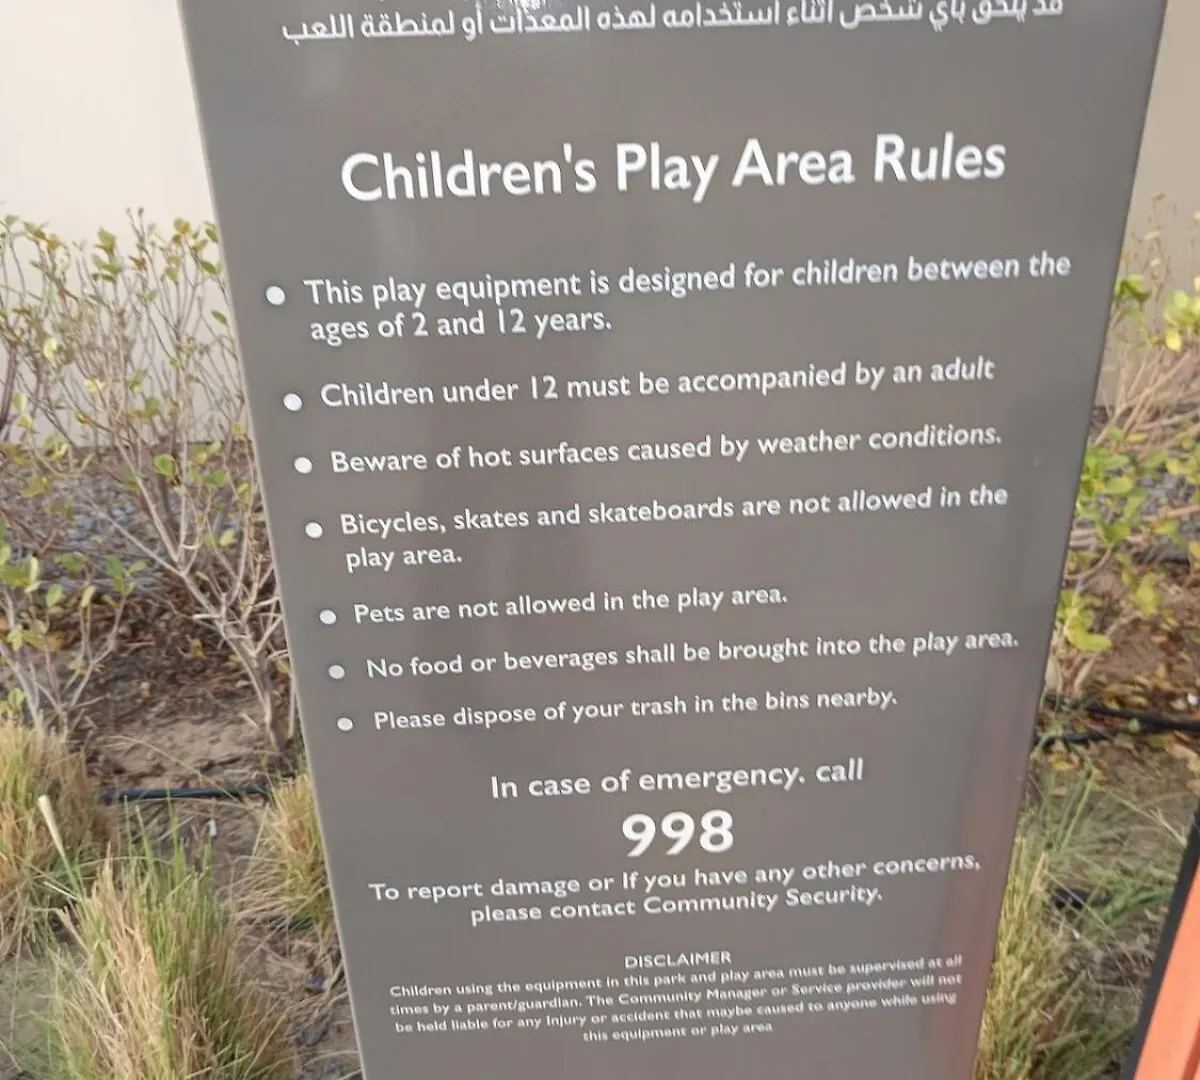 قد يلحق بأي شخص أثناء استخدامه لهذه المعدات أو لمنطقة اللعب
Children's Play Area Rules
• This play equipment is designed for children between the
ages of 2 and 12 years.
• Children under 12 must be accompanied by an adult
• Beware of hot surfaces caused by weather conditions.
• Bicycles, skates and skateboards are not allowed in the
play area.
• Pets are not allowed in the play area.
• No food or beverages shall be brought into the play area.
• Please dispose of your trash in the bins nearby.
In case of emergency. call
998
To report damage or If you have any other concerns,
please contact Community Security.
DISCLAIMER
Children using the equipment in this park and play area must be supervised at all
times by a parent/guardian. The Community Manager or Service provider will not
be held liable for any Injury or accident that maybe caused to anyone while using
this equipment or play area